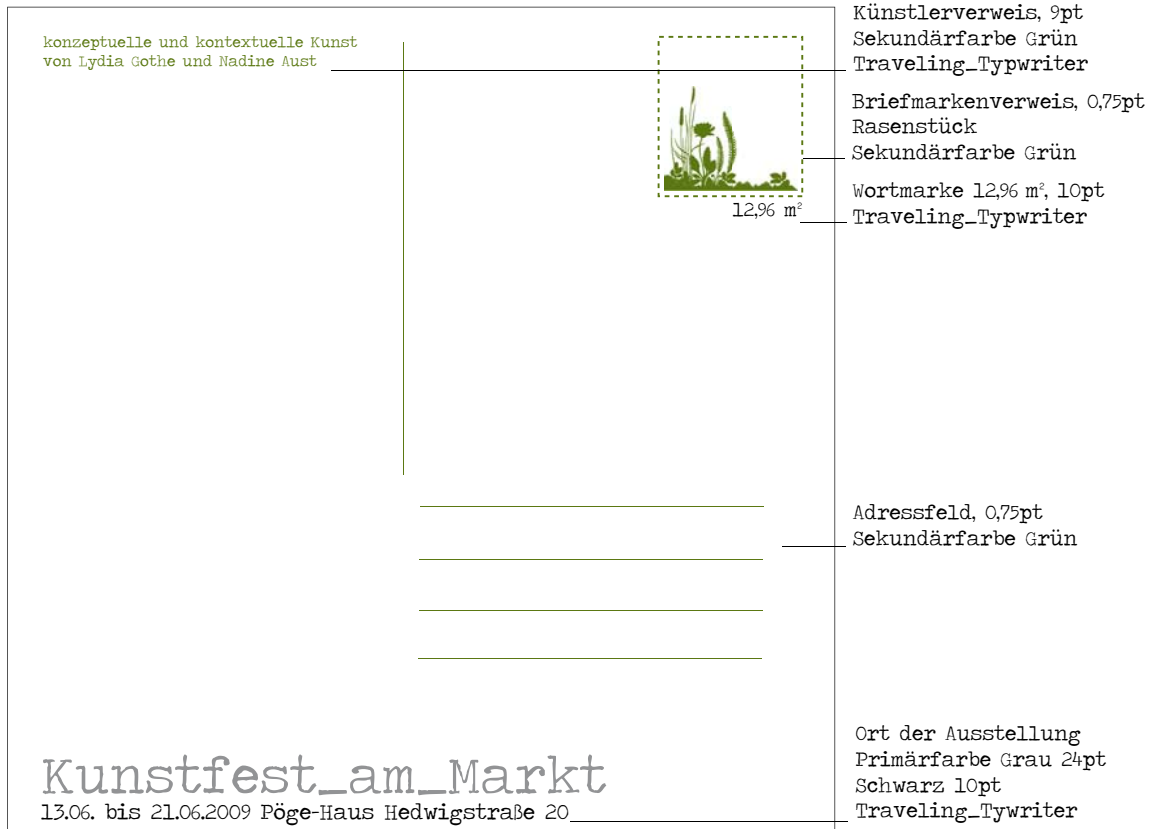 konzeptuelle und kontextuelle Kunst
von Lydia Gothe und Nadine Aust
12,96 m²
Kunstfest_am_Markt
13.06. bis 21.06.2009 Pöge-Haus Hedwigstraße 20
Künstlerverweis, 9pt
Sekundärfarbe Grün
Traveling_Typwriter
Briefmarkenverweis, 0,75pt
Rasenstück
Sekundärfarbe Grün
Wortmarke 12,96 m², 10pt
Traveling_Typwriter
Adressfeld, 0,75pt
Sekundärfarbe Grün
Ort der Ausstellung
Primärfarbe Grau 24pt
Schwarz 10pt
Traveling_Tywriter